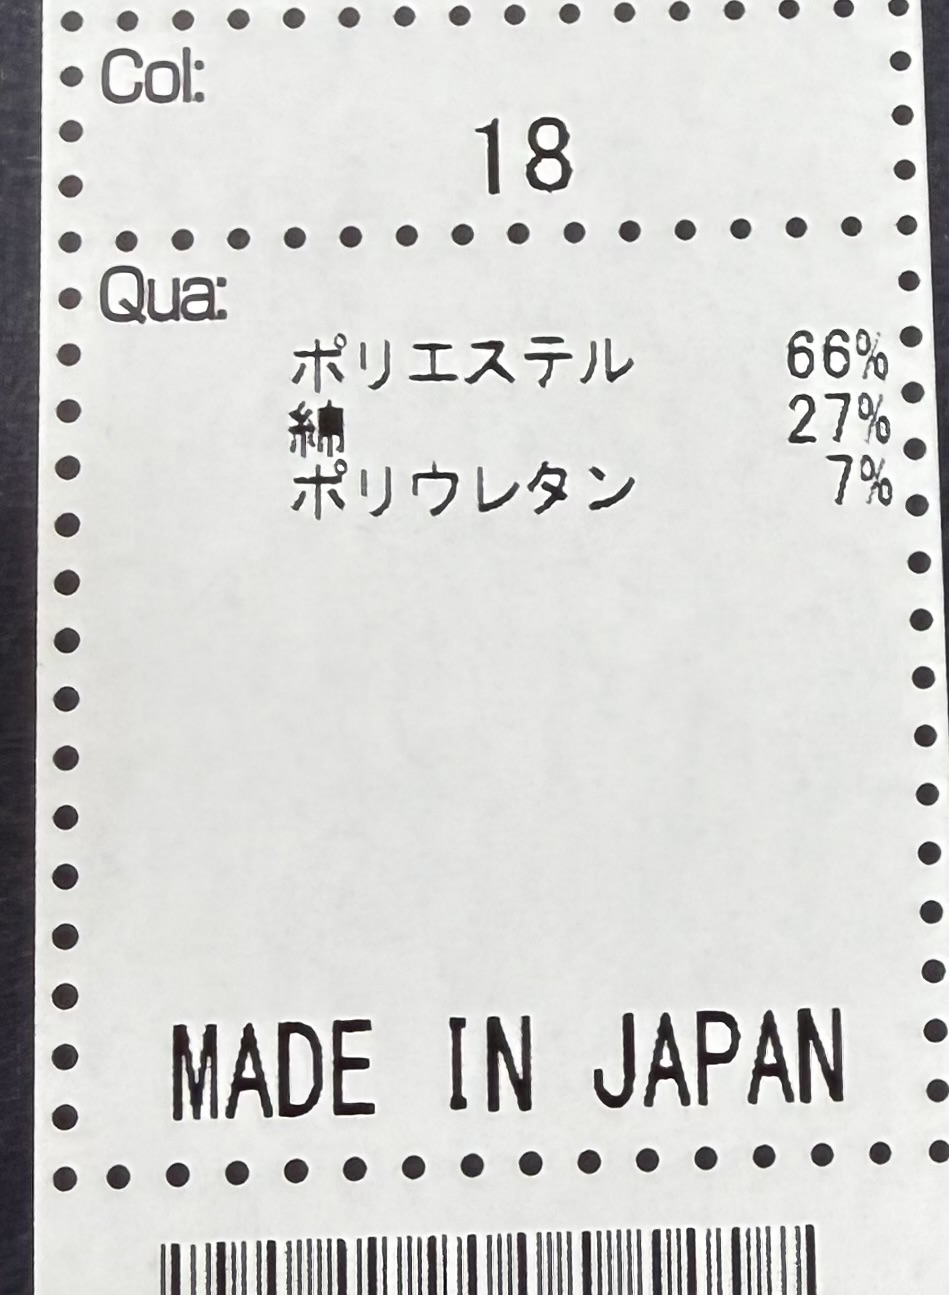 Col:
18
Qua:
ポリエステル 66%
綿 27%
ポリウレタン 7%
MADE IN JAPAN